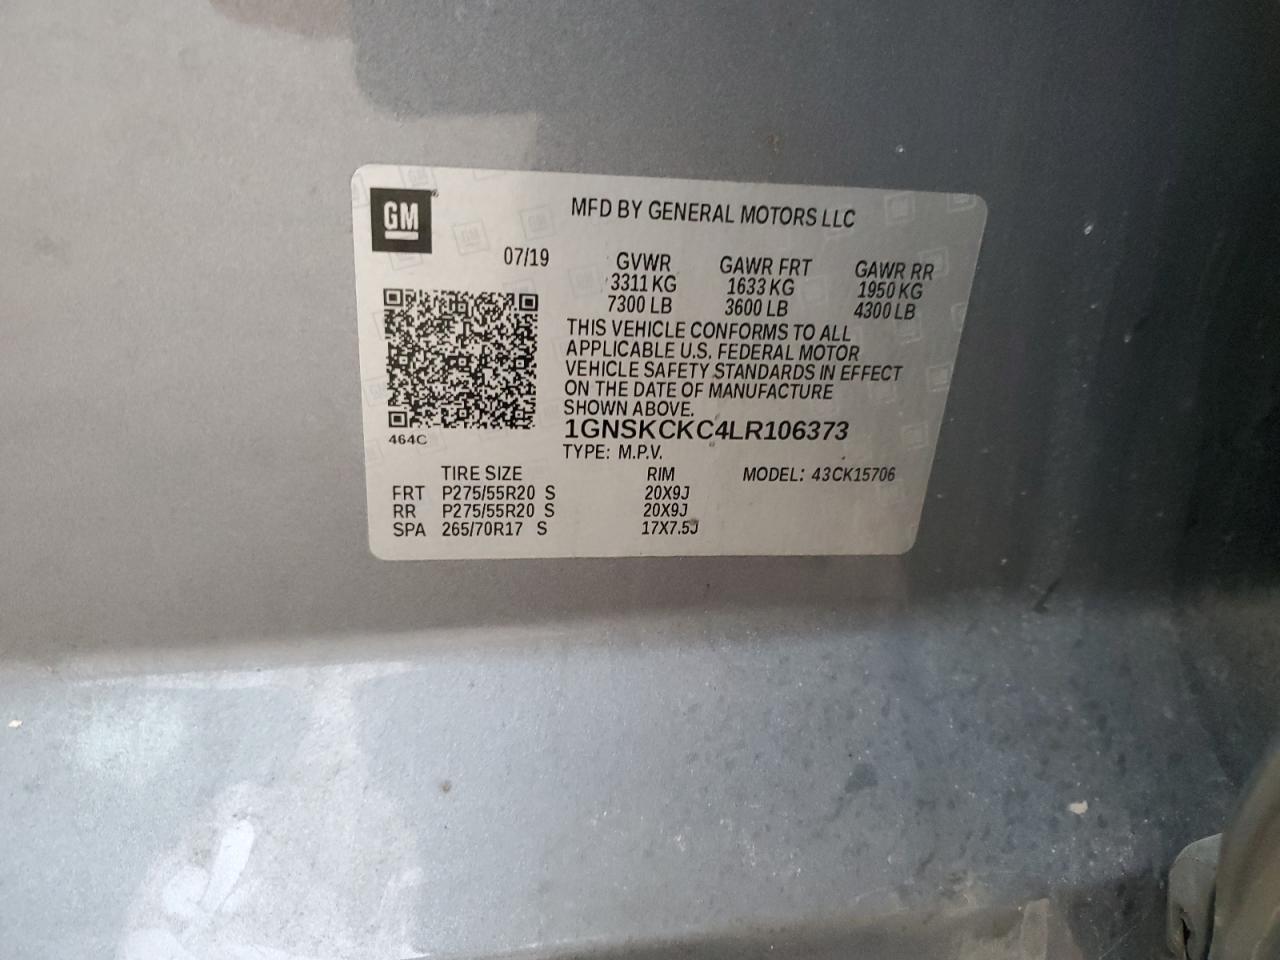 GM
MFD BY GENERAL MOTORS LLC
07/19
GVWR GAWR FRT GAWR RR
3311 KG 1633 KG 1950 KG
7300 LB 3600 LB 4300 LB
THIS VEHICLE CONFORMS TO ALL
APPLICABLE U.S. FEDERAL MOTOR
VEHICLE SAFETY STANDARDS IN EFFECT
ON THE DATE OF MANUFACTURE
SHOWN ABOVE.
464C
1GNSKCKC4LR106373
TYPE: M.P.V.
TIRE SIZE RIM MODEL: 43CK15706
FRT P275/55R20 S 20X9J
RR P275/55R20 S 20X9J
SPA 265/70R17 S 17X7.5J